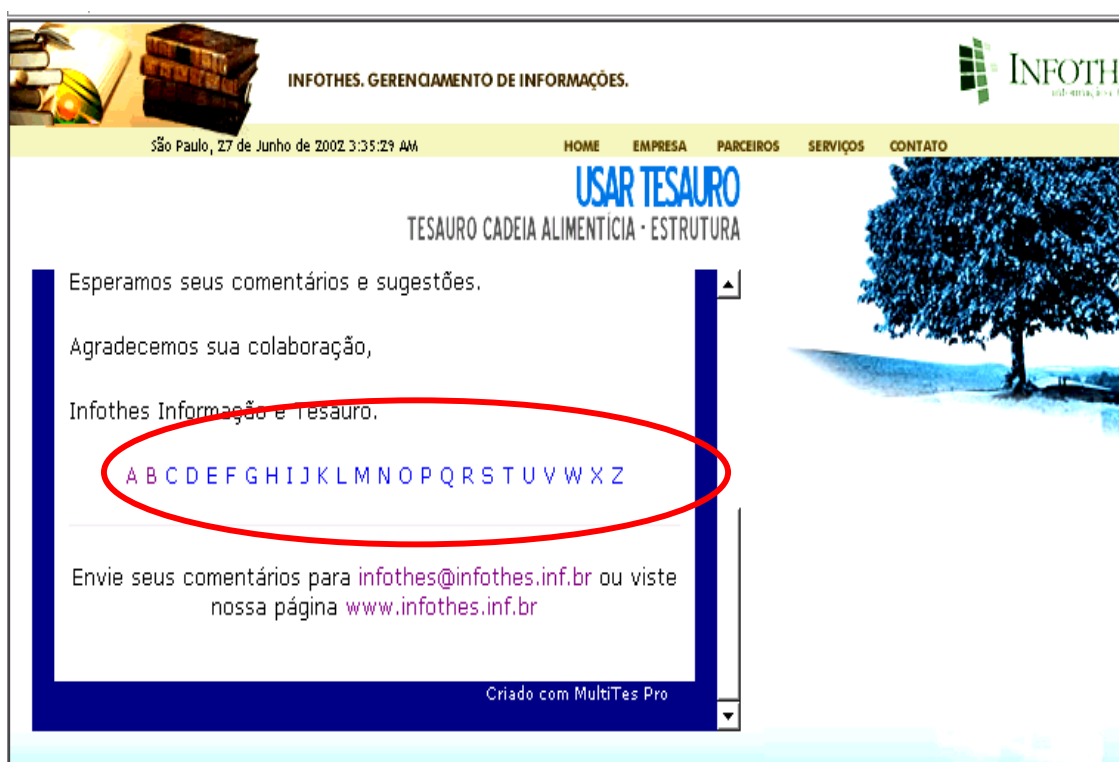 INFOTHES. GERENCIAMENTO DE INFORMAÇÕES.
INFOTH
São Paulo, 27 de Junho de 2002 3:35:29 AM
HOME EMPRESA PARCEIROS SERVIÇOS CONTATO
USAR TESAURO
TESAURO CADEIA ALIMENTÍCIA - ESTRUTURA
Esperamos seus comentários e sugestões.
Agradecemos sua colaboração,
Infothes Informação e Tesauro.
A B C D E F G H I J K L M N O P Q R S T U V W X Z
Envie seus comentários para infothes@infothes.inf.br ou viste
nossa página www.infothes.inf.br
Criado com MultiTes Pro